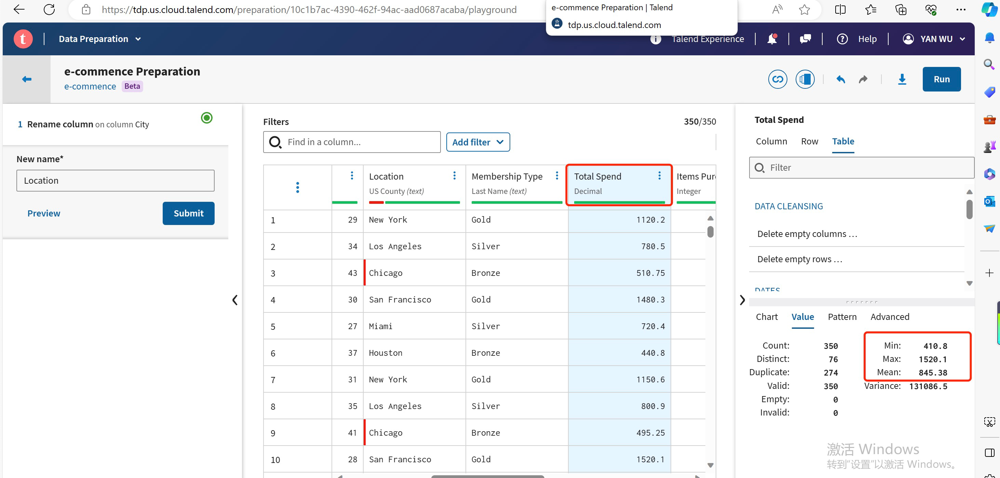 https://tdp.us.cloud.talend.com/preparation/10c1b7ac-4390-462f-94ac-aad0687acaba/playground
e-commence Preparation | Talend
tdp.us.cloud.talend.com
t
Data Preparation
Talend Experience
Help
YAN WU
e-commence Preparation
e-commence Beta
Run
1 Rename column on column City
New name*
Location
Preview
Submit
Filters
350/350
Find in a column...
Add filter
Location
Membership Type
Total Spend
Items Pur
US County (text)
Last Name (text)
Decimal
Integer
1 29 New York Gold 1120.2
2 34 Los Angeles Silver 780.5
3 43 Chicago Bronze 510.75
4 30 San Francisco Gold 1480.3
5 27 Miami Silver 720.4
6 37 Houston Bronze 440.8
7 31 New York Gold 1150.6
8 35 Los Angeles Silver 800.9
9 41 Chicago Bronze 495.25
10 28 San Francisco Gold 1520.1
Total Spend
Column Row Table
Filter
DATA CLEANSING
Delete empty columns ...
Delete empty rows ...
DATES
Chart Value Pattern Advanced
Count: 350 Min: 410.8
Distinct: 76 Max: 1520.1
Duplicate: 274 Mean: 845.38
Valid: 350 Variance: 131086.5
Empty: 0
Invalid: 0
激活 Windows
转到“设置”以激活 Windows。